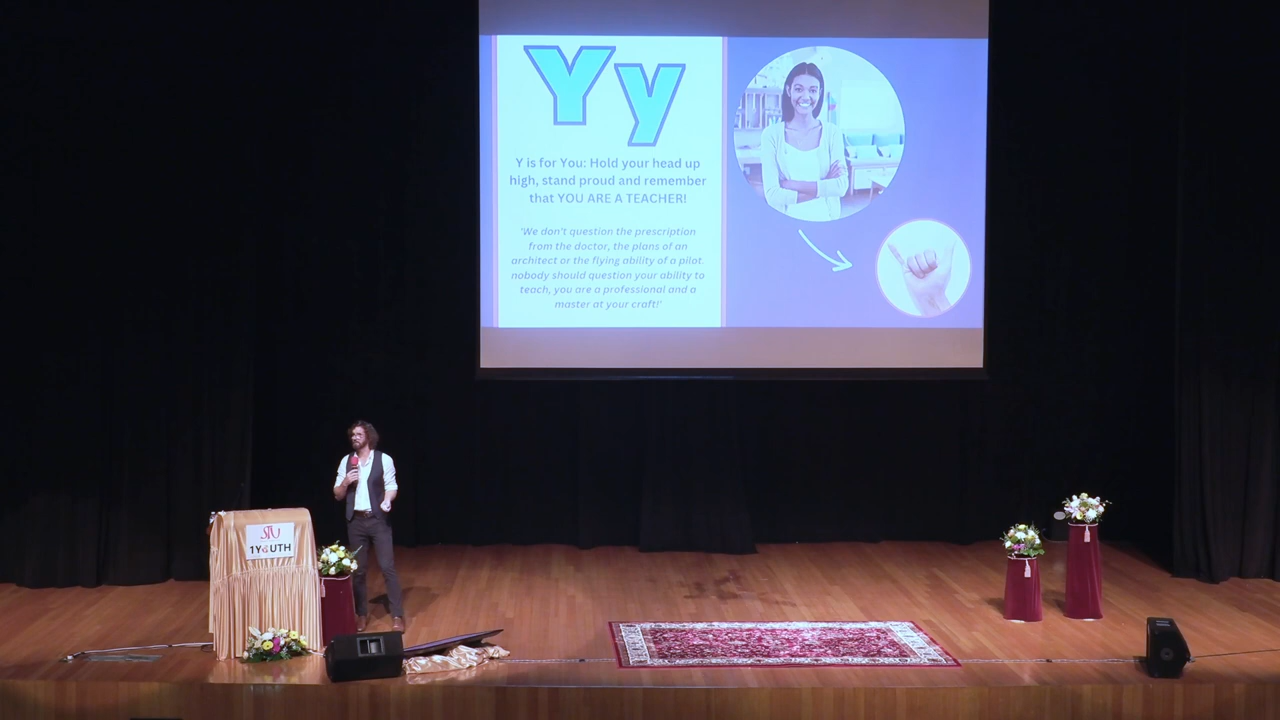 Yy
Y is for You: Hold your head up
high, stand proud and remember
that YOU ARE A TEACHER!
'We don't question the prescription
from the doctor, the plans of an
architect or the flying ability of a pilot.
nobody should question your ability to
teach, you are a professional and a
master at your craft!'
STU
1YOUTH